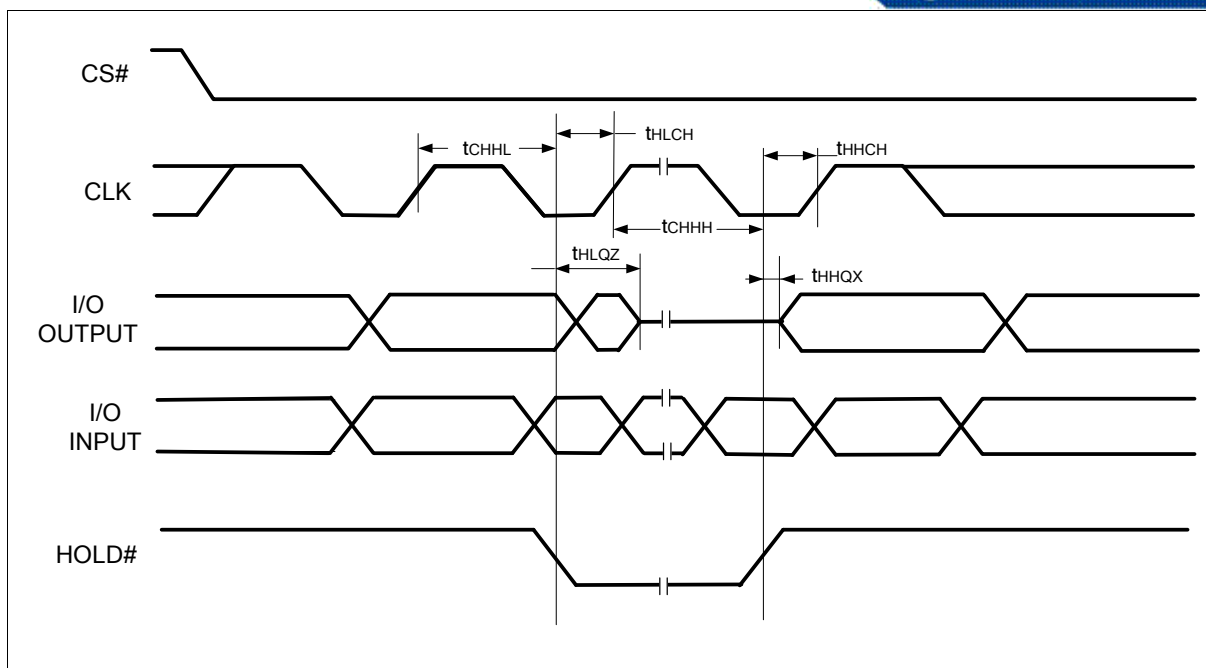 CS#
tHLCH
tCHHL
tHHCH
CLK
tCHHH
tHLQZ
tHHQX
I/O
OUTPUT
I/O
INPUT
HOLD#